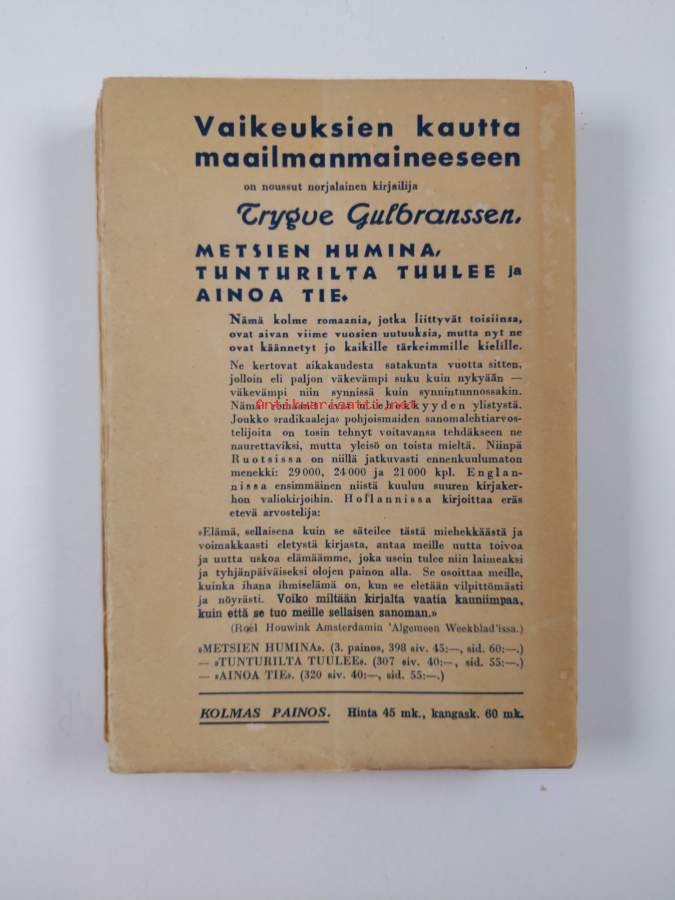 Vaikeuksien kautta
maailmanmaineeseen
on noussut norjalainen kirjailija
Trygve Gulbranssen.
METSIEN HUMINA,
TUNTURILTA TUULEE ja
AINOA TIE.
Nämä kolme romaania, jotka liittyvät toisiinsa,
ovat aivan viime vuosien uutuuksia, mutta nyt ne
ovat käännetyt jo kaikille tärkeimmille kielille.
Ne kertovat aikakaudesta satakunta vuotta sitten,
jolloin eli paljon väkevämpi suku kuin nykyään —
väkevämpi niin synnissä kuin synnintunnossakin.
Nämä romaanit ovat miehekkyyden ylistystä.
Antikvariaatti.net
Joukko »radikaaleja» pohjoismaiden sanomalehtiarvos-
telijoita on tosin tehnyt voitavansa tehdäkseen ne
naurettaviksi, mutta yleisö on toista mieltä. Niinpä
Ruotsissa on niillä jatkuvasti ennenkuulumaton
menekki: 29 000, 24 000 ja 21 000 kpl. Englan-
nissa ensimmäinen niistä kuuluu suuren kirjaker-
hon valiokirjoihin. Hollannissa kirjoittaa eräs
etevä arvostelija:
»Elämä, sellaisena kuin se säteilee tästä miehekkäästä ja
voimakkaasti eletystä kirjasta, antaa meille uutta toivoa
ja uutta uskoa elämäämme, joka usein tulee niin laimeaksi
ja tyhjänpäiväiseksi olojen painon alla. Se osoittaa meille,
kuinka ihana ihmiselämä on, kun se eletään vilpittömästi
ja nöyrästi. Voiko miltään kirjalta vaatia kauniimpaa,
kuin että se tuo meille sellaisen sanoman.»
(Roel Houwink Amsterdamin 'Algemeen Weekblad'issa.)
»METSIEN HUMINA». (3. painos, 398 siv. 45:—, sid. 60:—.)
— »TUNTURILTA TUULEE». (307 siv. 40:—, sid. 55:—.)
— »AINOA TIE». (320 siv. 40:—, sid. 55:—.)
KOLMAS PAINOS. Hinta 45 mk., kangask. 60 mk.